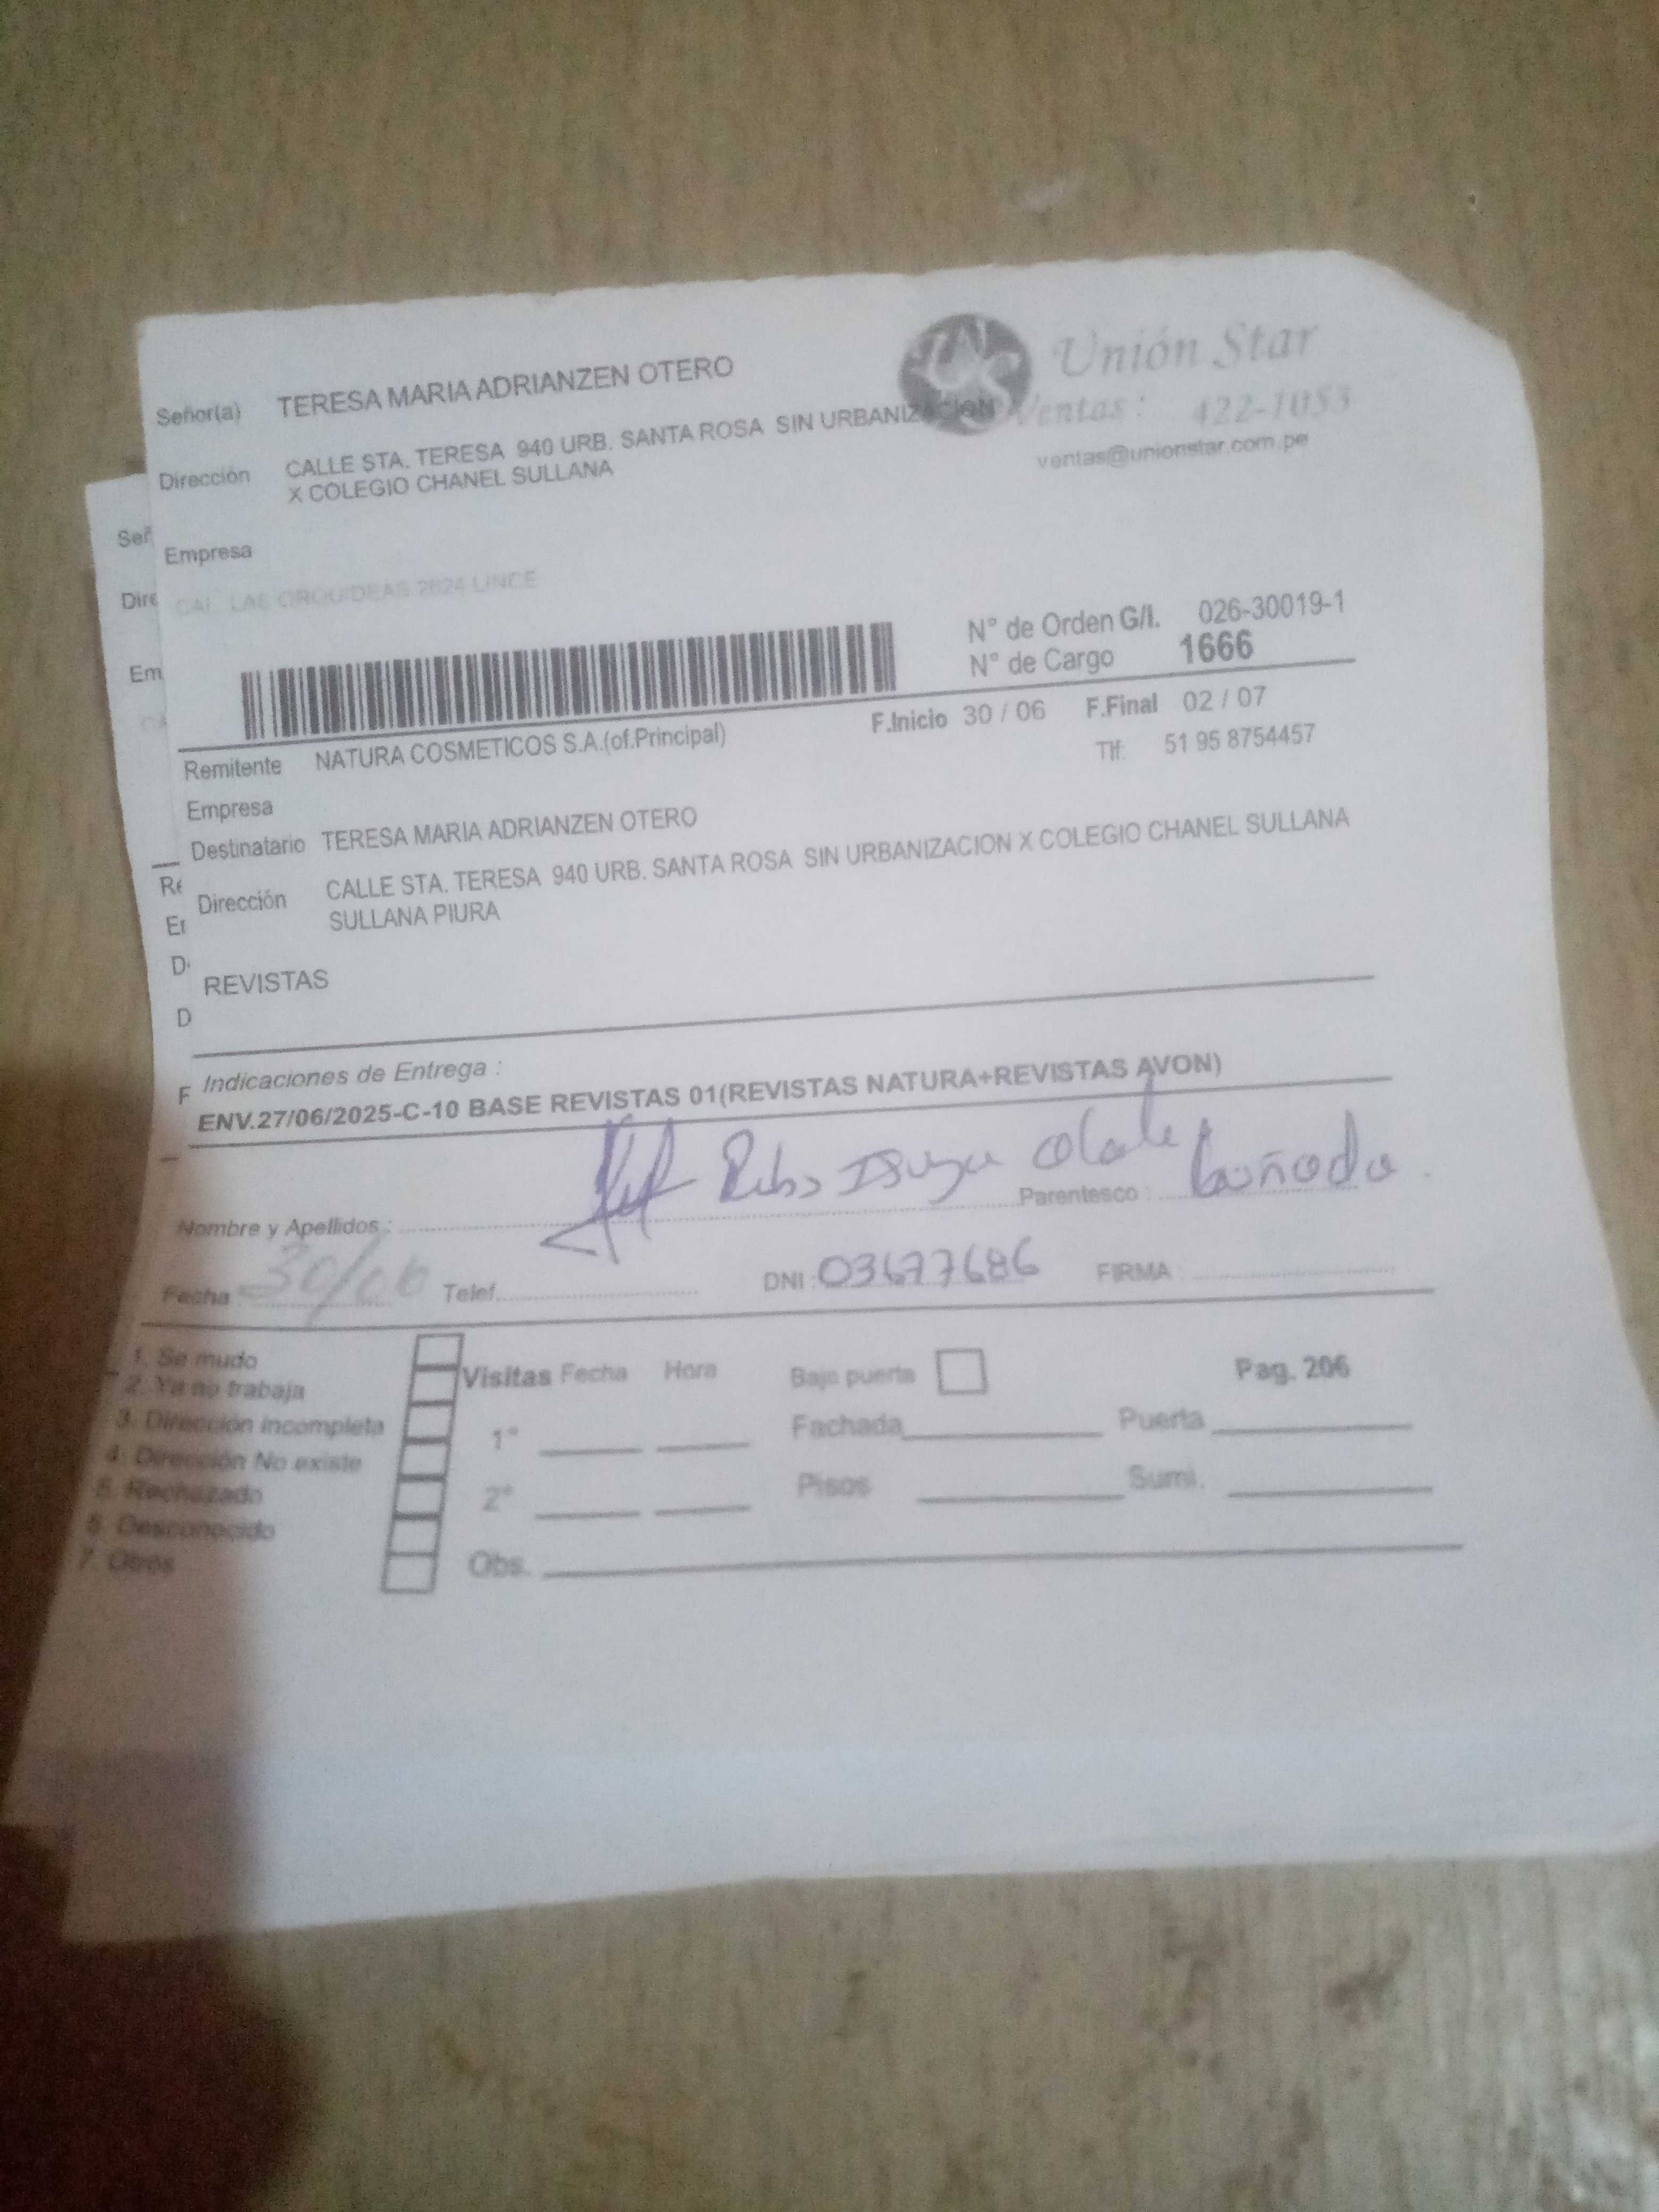 Señor(a) TERESA MARIA ADRIANZEN OTERO
Unión Star
Ventas: 422-1053
ventas@unionstar.com.pe
Dirección CALLE STA. TERESA 940 URB. SANTA ROSA SIN URBANIZACION
X COLEGIO CHANEL SULLANA
Empresa
CAL. LAS ORQUIDEAS 2624 LINCE
N° de Orden G/I. 026-30019-1
N° de Cargo 1666
F.Inicio 30 / 06 F.Final 02 / 07
Remitente NATURA COSMETICOS S.A.(of.Principal) Tlf: 51 95 8754457
Empresa
Destinatario TERESA MARIA ADRIANZEN OTERO
Dirección CALLE STA. TERESA 940 URB. SANTA ROSA SIN URBANIZACION X COLEGIO CHANEL SULLANA
SULLANA PIURA
REVISTAS
Indicaciones de Entrega :
ENV.27/06/2025-C-10 BASE REVISTAS 01(REVISTAS NATURA+REVISTAS AVON)
Nombre y Apellidos : Parentesco : Cuñada
Fecha : 30/06 Telef. DNI : 03677686 FIRMA
1. Se mudo
2. Ya no trabaja
3. Dirección incompleta
4. Dirección No existe
5. Rechazado
6. Desconocido
7. Otros
Visitas Fecha Hora Bajo puerta Pag. 206
1° Fachada Puerta
2° Pisos Sumi.
Obs.